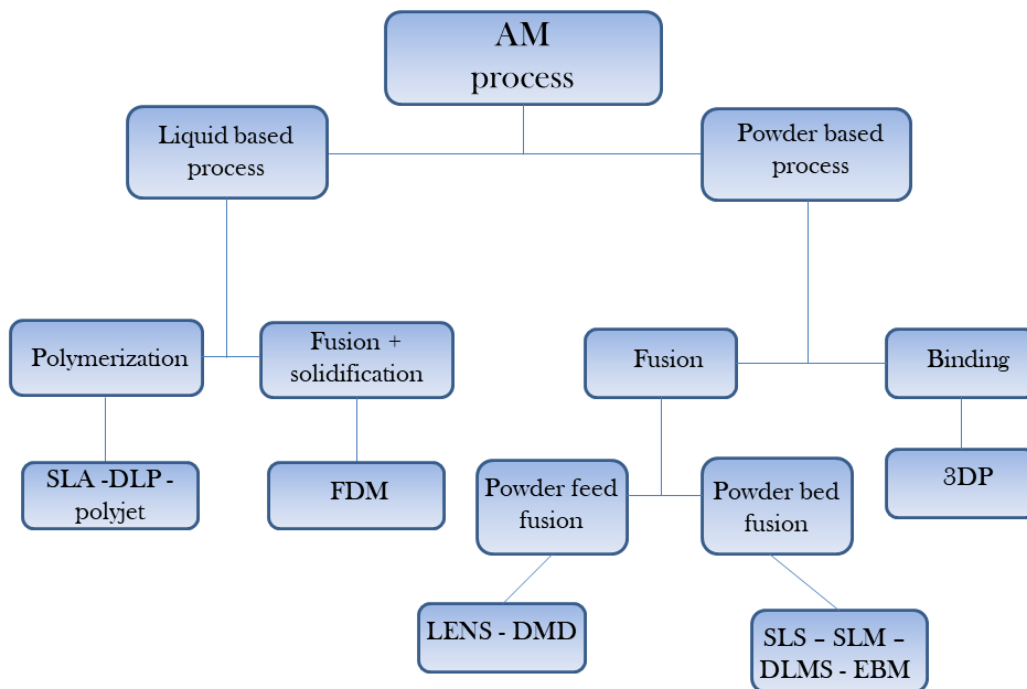 AM
process
Liquid based
process
Powder based
process
Polymerization
Fusion +
solidification
Fusion
Binding
SLA -DLP -
polyjet
FDM
Powder feed
fusion
Powder bed
fusion
3DP
LENS - DMD
SLS – SLM –
DLMS - EBM